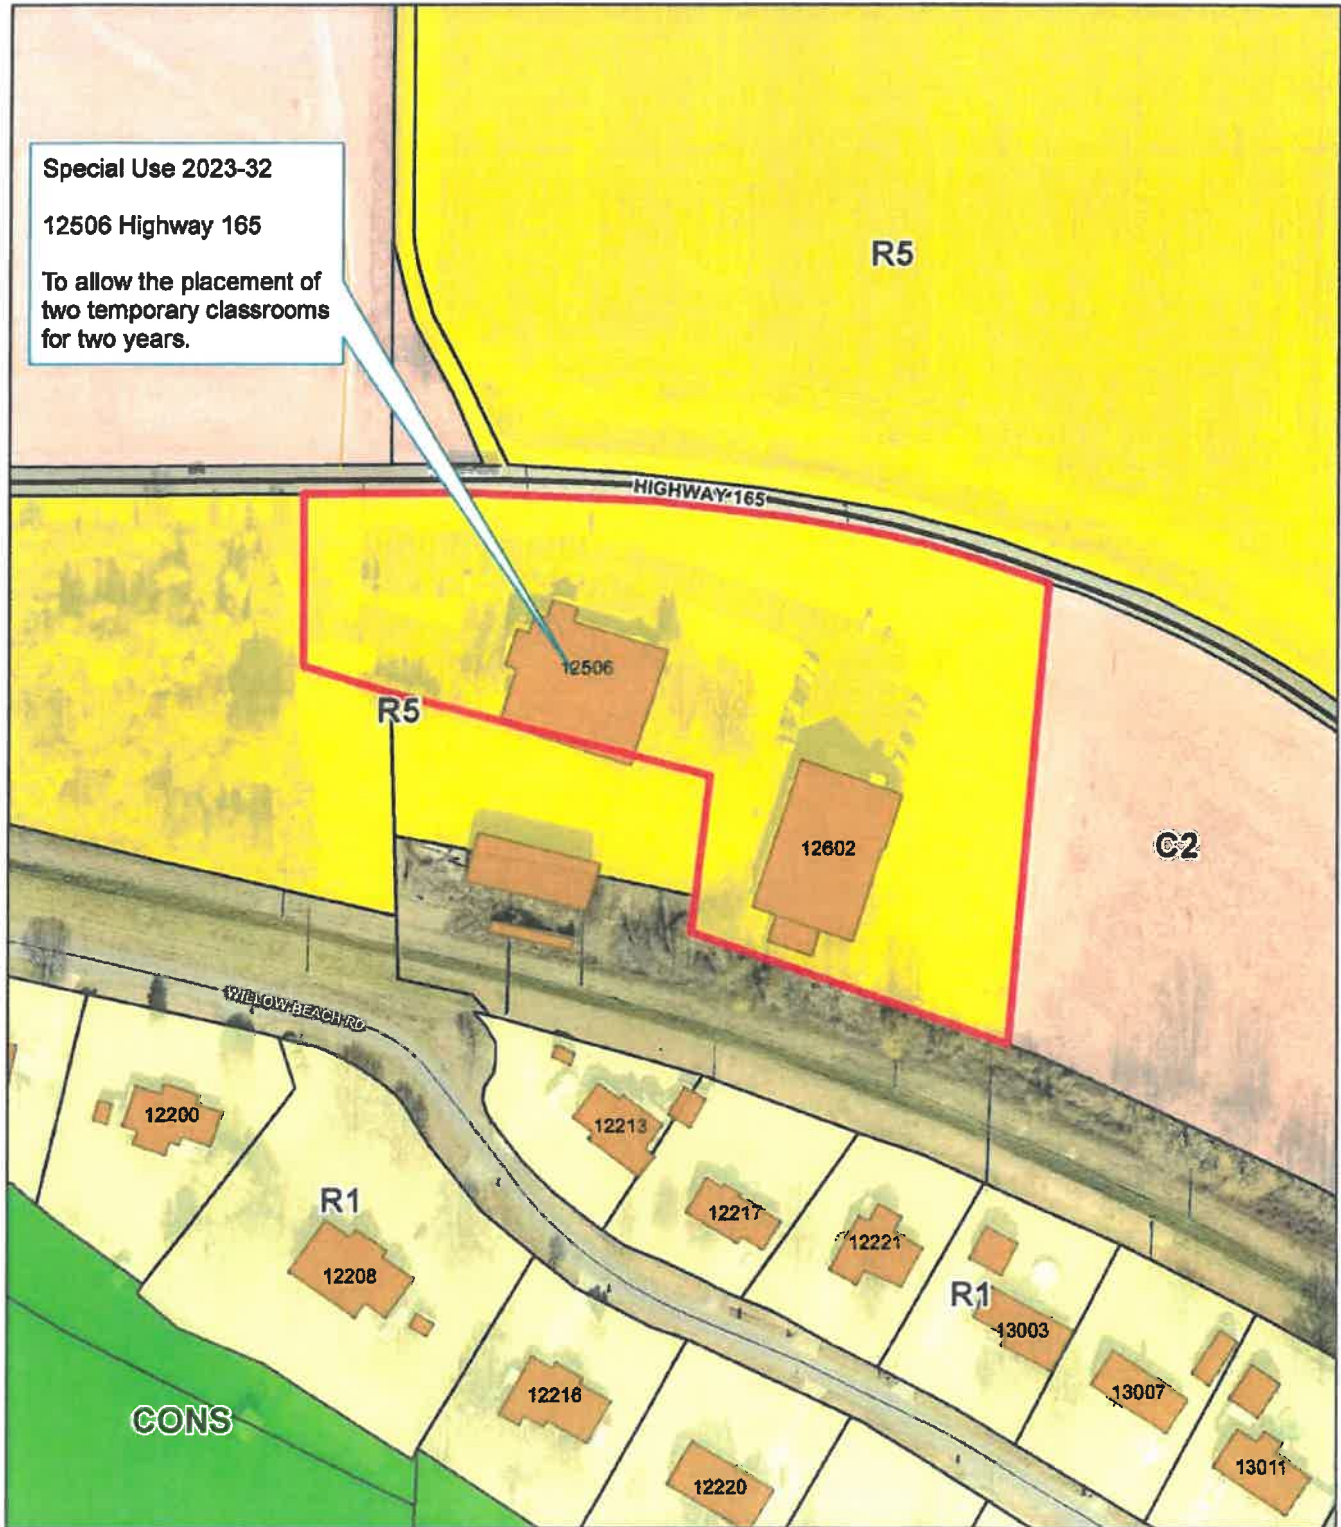 Special Use 2023-32
12506 Highway 165
To allow the placement of
two temporary classrooms
for two years.
R5
HIGHWAY 165
12506
R5
12602
C2
WILLOW BEACH RD
12200
12213
R1
12217
12221
12208
R1
13003
12216
13007
CONS
12220
13011